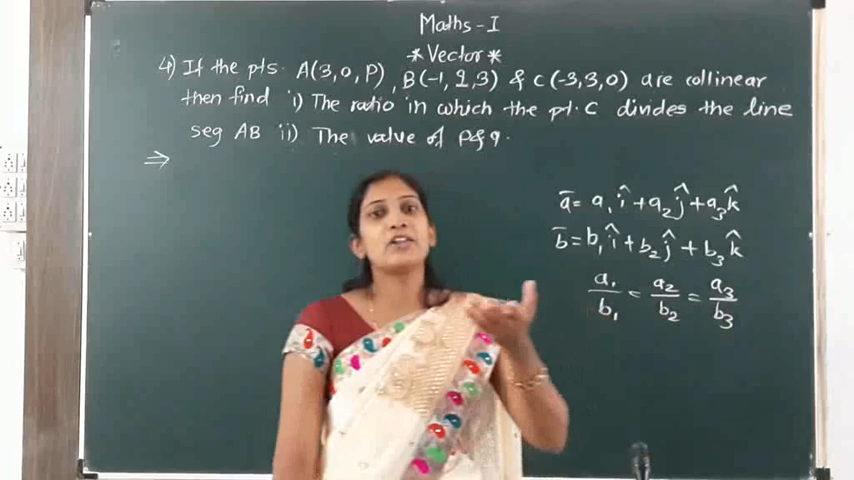 Maths-I
*Vector*
4) If the pts. A(3,0,P), B(-1,q,3) & C(-3,3,0) are collinear
then find i) The ratio in which the pt. C divides the line
seg AB ii) The value of P & q.
⇒
a̅ = a₁î + a₂ĵ + a₃k̂
b̅ = b₁î + b₂ĵ + b₃k̂
a₁/b₁ = a₂/b₂ = a₃/b₃